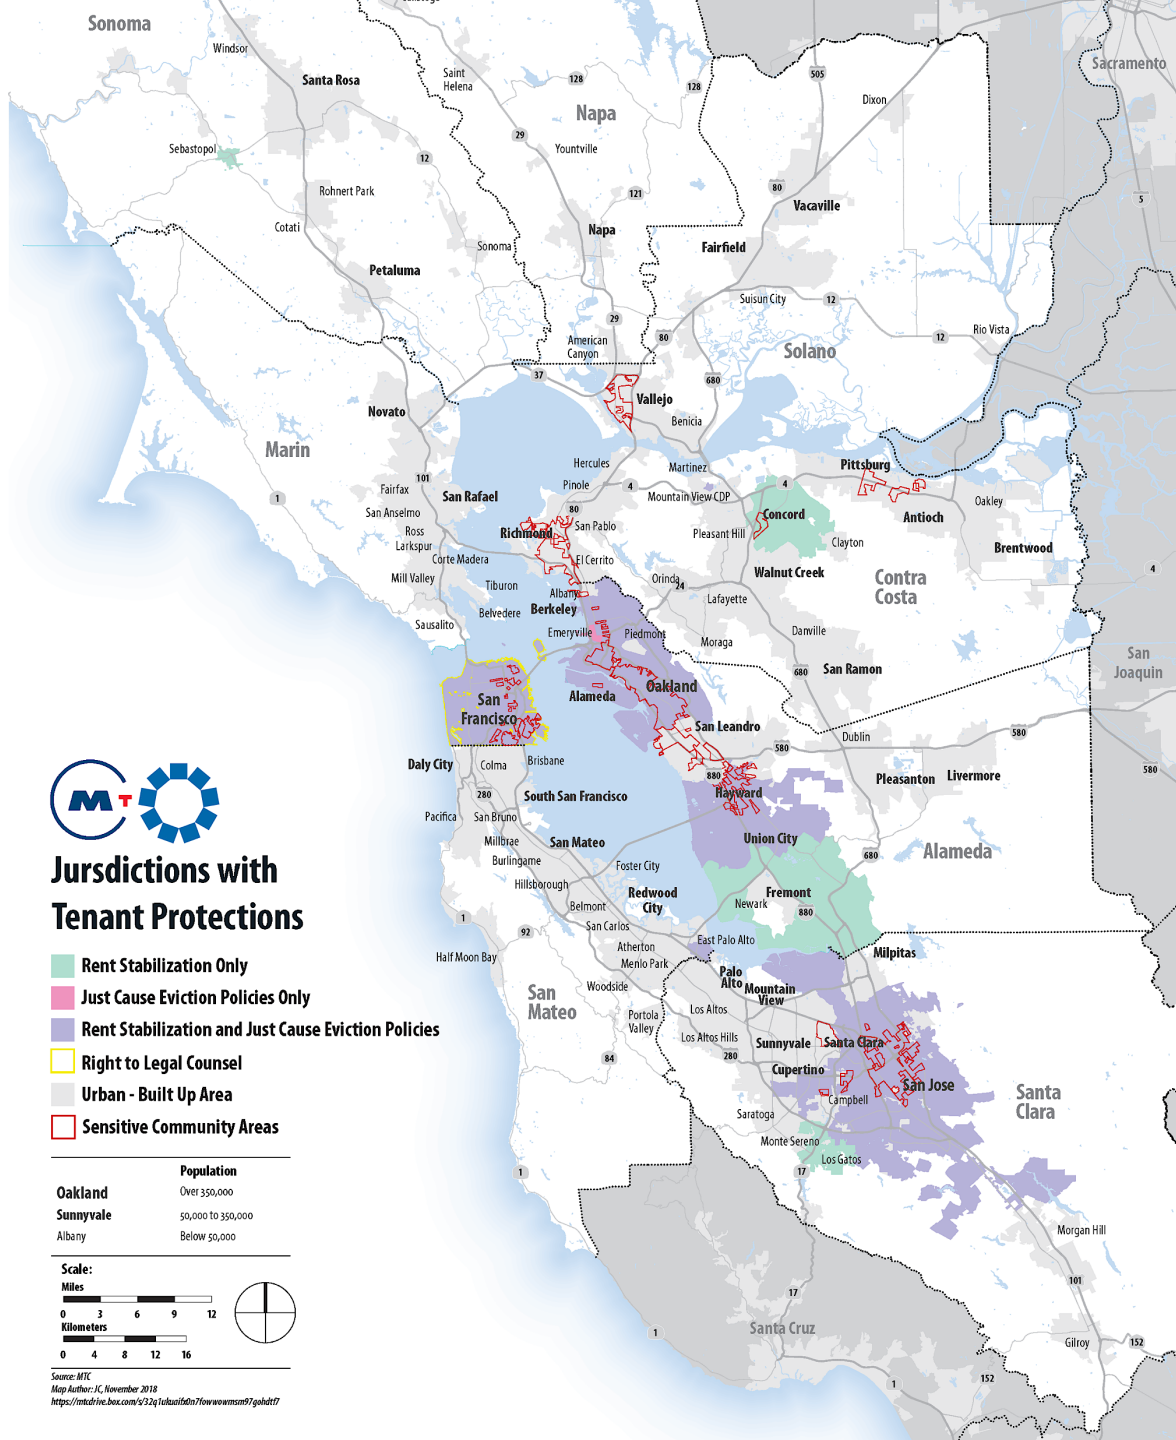 Sonoma
Windsor
Santa Rosa
Saint
Helena
128
Napa
128
505
Sacramento
Dixon
29
Yountville
Sebastopol
12
80
Rohnert Park
121
Vacaville
5
Cotati
Napa
Sonoma
Fairfield
Petaluma
Suisun City
12
29
80
Rio Vista
12
American
Canyon
Solano
37
680
Novato
Vallejo
Benicia
Marin
Hercules
Martinez
Pittsburg
101
Pinole
4
4
Fairfax
San Rafael
Mountain View CDP
Oakley
1
San Anselmo
80
Concord
Antioch
Ross
Richmond
San Pablo
Pleasant Hill
Clayton
Larkspur
Brentwood
Corte Madera
El Cerrito
Walnut Creek
4
Mill Valley
Tiburon
Orinda
24
Contra
Costa
Albany
Lafayette
Belvedere
Berkeley
Sausalito
Emeryville
Piedmont
Moraga
Danville
San
Joaquin
680
San Ramon
San
Francisco
Alameda
Oakland
San Leandro
580
Dublin
580
Daly City
Colma
Brisbane
880
Pleasanton
Livermore
580
280
South San Francisco
Hayward
Pacifica
San Bruno
Union City
Millbrae
San Mateo
Alameda
Burlingame
680
Foster City
Hillsborough
Redwood
City
Fremont
Newark
880
Belmont
1
92
San Carlos
East Palo Alto
Atherton
Milpitas
Half Moon Bay
Menlo Park
Palo
Alto
Mountain
View
Woodside
San
Mateo
Portola
Valley
Los Altos
Los Altos Hills
Sunnyvale
Santa Clara
84
280
Cupertino
San Jose
Campbell
Santa
Clara
Saratoga
Monte Sereno
Los Gatos
1
17
Morgan Hill
101
17
Santa Cruz
1
Gilroy
152
152
1
M T
Jursdictions with
Tenant Protections
Rent Stabilization Only
Just Cause Eviction Policies Only
Rent Stabilization and Just Cause Eviction Policies
Right to Legal Counsel
Urban - Built Up Area
Sensitive Community Areas
Population
Oakland Over 350,000
Sunnyvale 50,000 to 350,000
Albany Below 50,000
Scale:
Miles
0 3 6 9 12
Kilometers
0 4 8 12 16
Source: MTC
Map Author: JC, November 2018